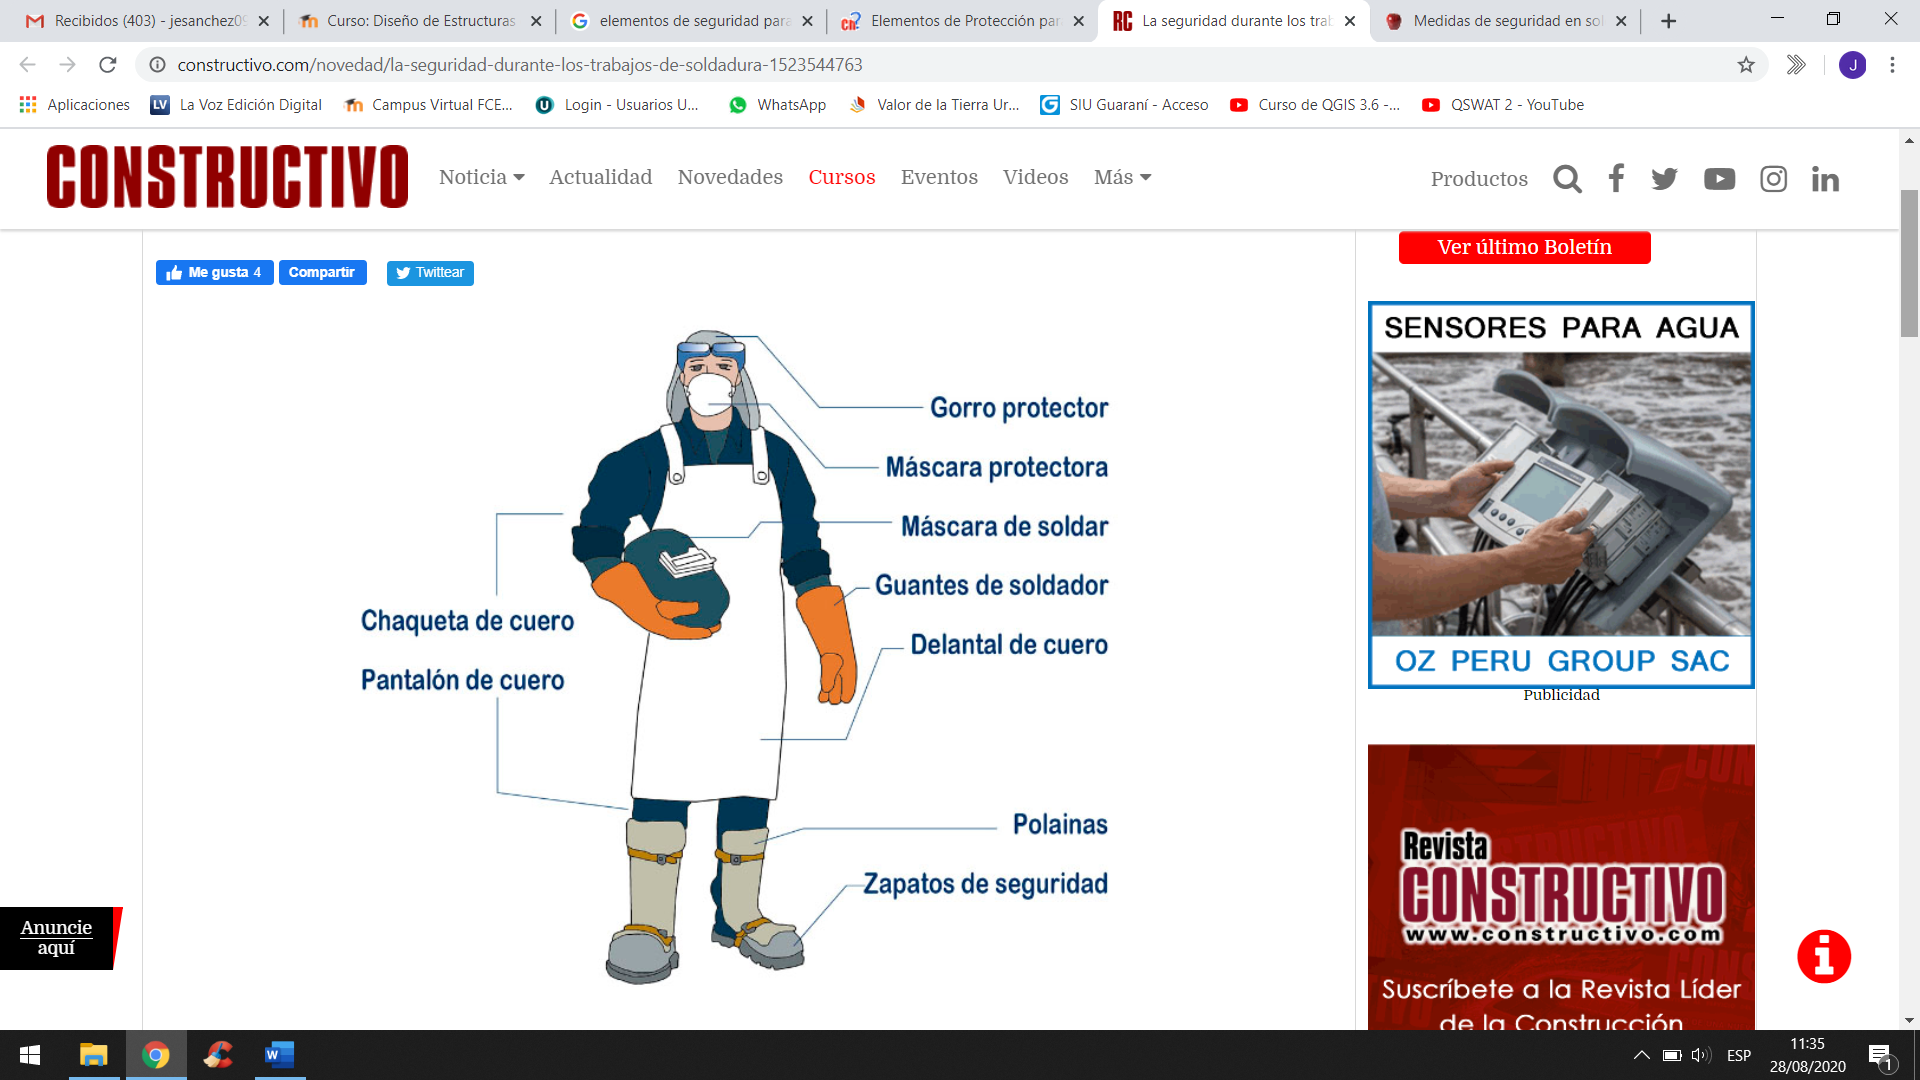 Recibidos (403) - jesanchez09
Curso: Diseño de Estructuras
elementos de seguridad para
Elementos de Protección par
La seguridad durante los trab
Medidas de seguridad en sol
constructivo.com/novedad/la-seguridad-durante-los-trabajos-de-soldadura-1523544763
J
Aplicaciones
LV La Voz Edición Digital
Campus Virtual FCE...
Login - Usuarios U...
WhatsApp
Valor de la Tierra Ur...
SIU Guaraní - Acceso
Curso de QGIS 3.6 -...
QSWAT 2 - YouTube
CONSTRUCTIVO
Noticia
Actualidad
Novedades
Cursos
Eventos
Videos
Más
Productos
Me gusta 4
Compartir
Twittear
Ver último Boletín
Gorro protector
Máscara protectora
Máscara de soldar
Guantes de soldador
Delantal de cuero
Chaqueta de cuero
Pantalón de cuero
Polainas
Zapatos de seguridad
SENSORES PARA AGUA
OZ PERU GROUP SAC
Publicidad
Revista
CONSTRUCTIVO
www.constructivo.com
Suscríbete a la Revista Líder
de la Construcción
Anuncie
aquí
ESP
11:35
28/08/2020
1